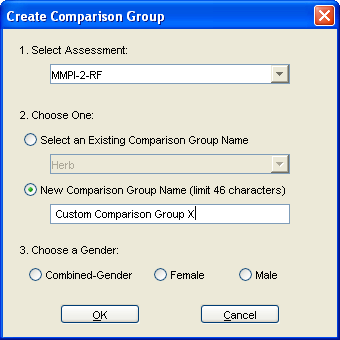 Create Comparison Group
1. Select Assessment:
MMPI-2-RF
2. Choose One:
Select an Existing Comparison Group Name
Herb
New Comparison Group Name (limit 46 characters)
Custom Comparison Group X
3. Choose a Gender:
Combined-Gender Female Male
OK Cancel